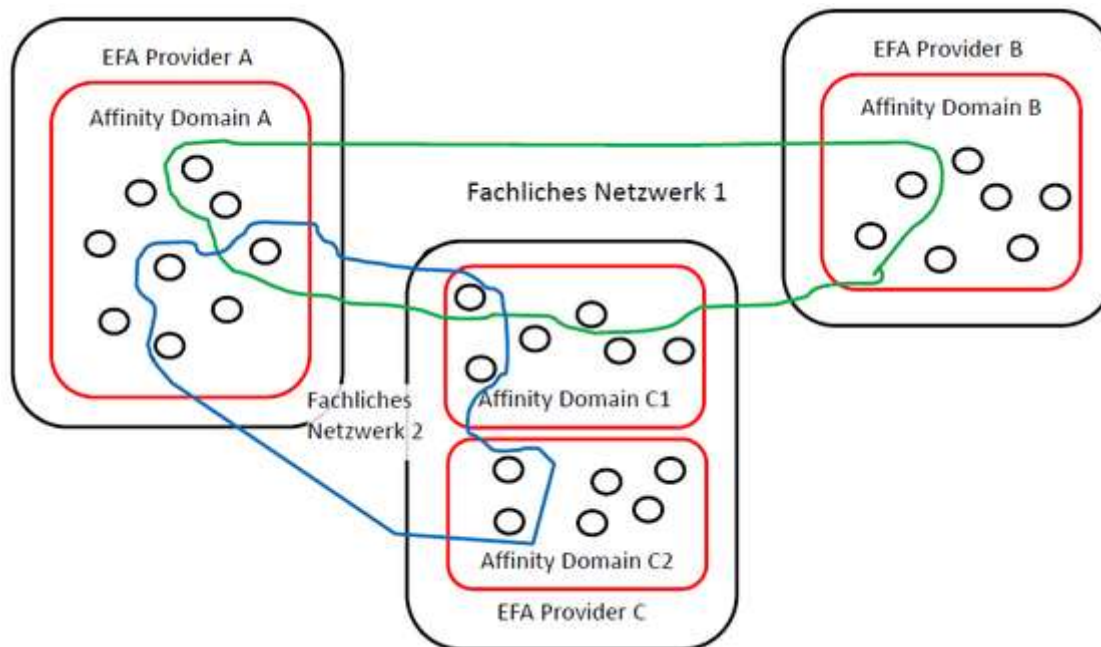 EFA Provider A
Affinity Domain A
EFA Provider B
Affinity Domain B
Fachliches Netzwerk 1
Fachliches
Netzwerk 2
Affinity Domain C1
Affinity Domain C2
EFA Provider C